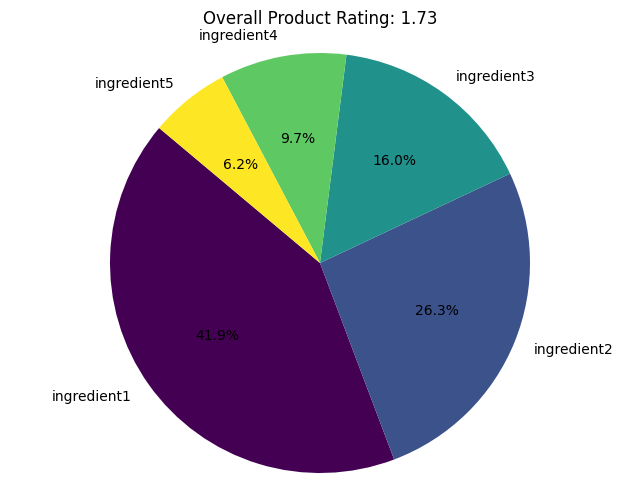 Overall Product Rating: 1.73
ingredient4
ingredient3
ingredient5
9.7%
16.0%
6.2%
26.3%
41.9%
ingredient2
ingredient1